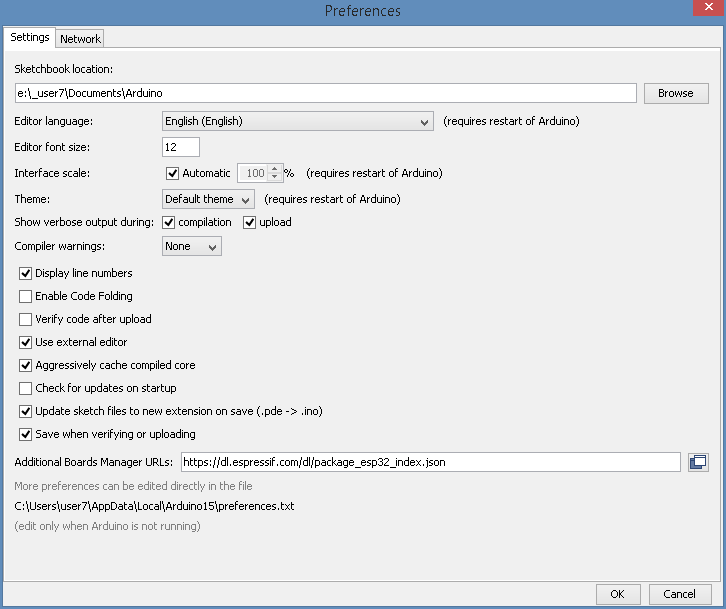 Preferences
Settings Network
Sketchbook location:
e:\_user7\Documents\Arduino Browse
Editor language: English (English) (requires restart of Arduino)
Editor font size: 12
Interface scale: Automatic 100 % (requires restart of Arduino)
Theme: Default theme (requires restart of Arduino)
Show verbose output during: compilation upload
Compiler warnings: None
Display line numbers
Enable Code Folding
Verify code after upload
Use external editor
Aggressively cache compiled core
Check for updates on startup
Update sketch files to new extension on save (.pde -> .ino)
Save when verifying or uploading
Additional Boards Manager URLs: https://dl.espressif.com/dl/package_esp32_index.json
More preferences can be edited directly in the file
C:\Users\user7\AppData\Local\Arduino15\preferences.txt
(edit only when Arduino is not running)
OK Cancel